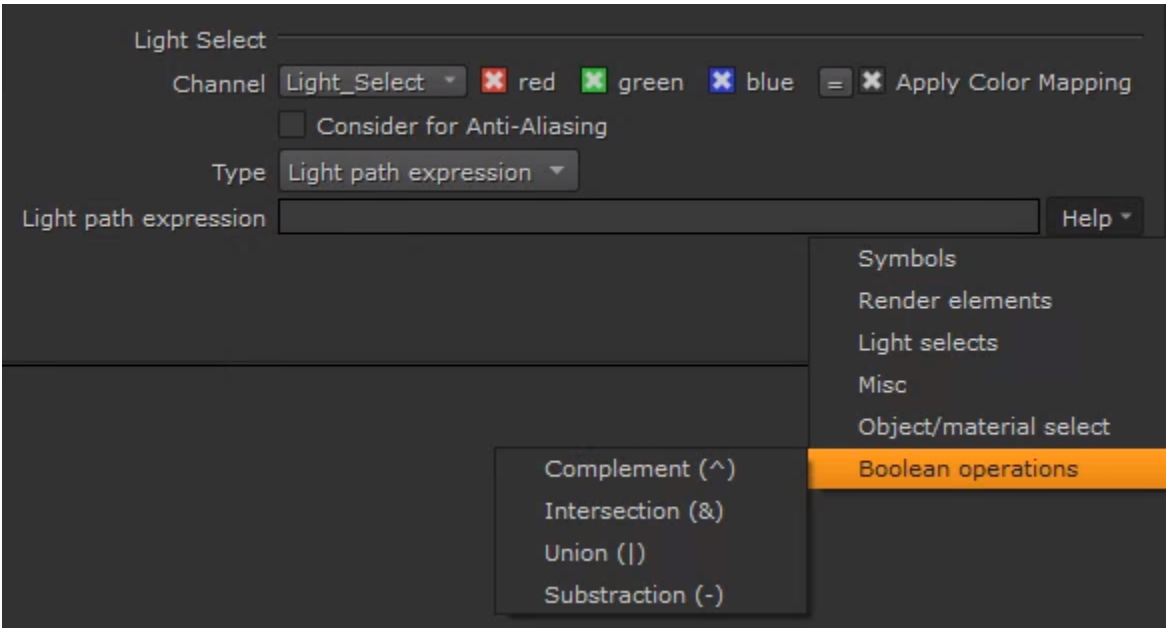 Light Select
Channel Light_Select red green blue = Apply Color Mapping
Consider for Anti-Aliasing
Type Light path expression
Light path expression Help
Symbols
Render elements
Light selects
Misc
Object/material select
Boolean operations
Complement (^)
Intersection (&)
Union (|)
Substraction (-)